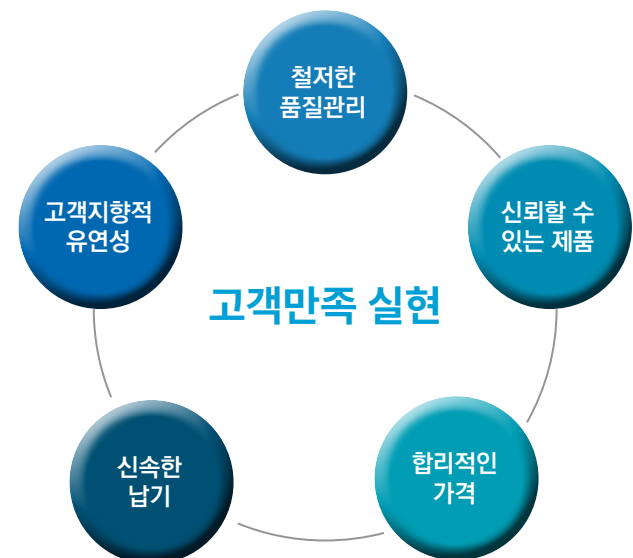 철저한
품질관리
고객지향적
유연성
신뢰할 수
있는 제품
고객만족 실현
신속한
납기
합리적인
가격